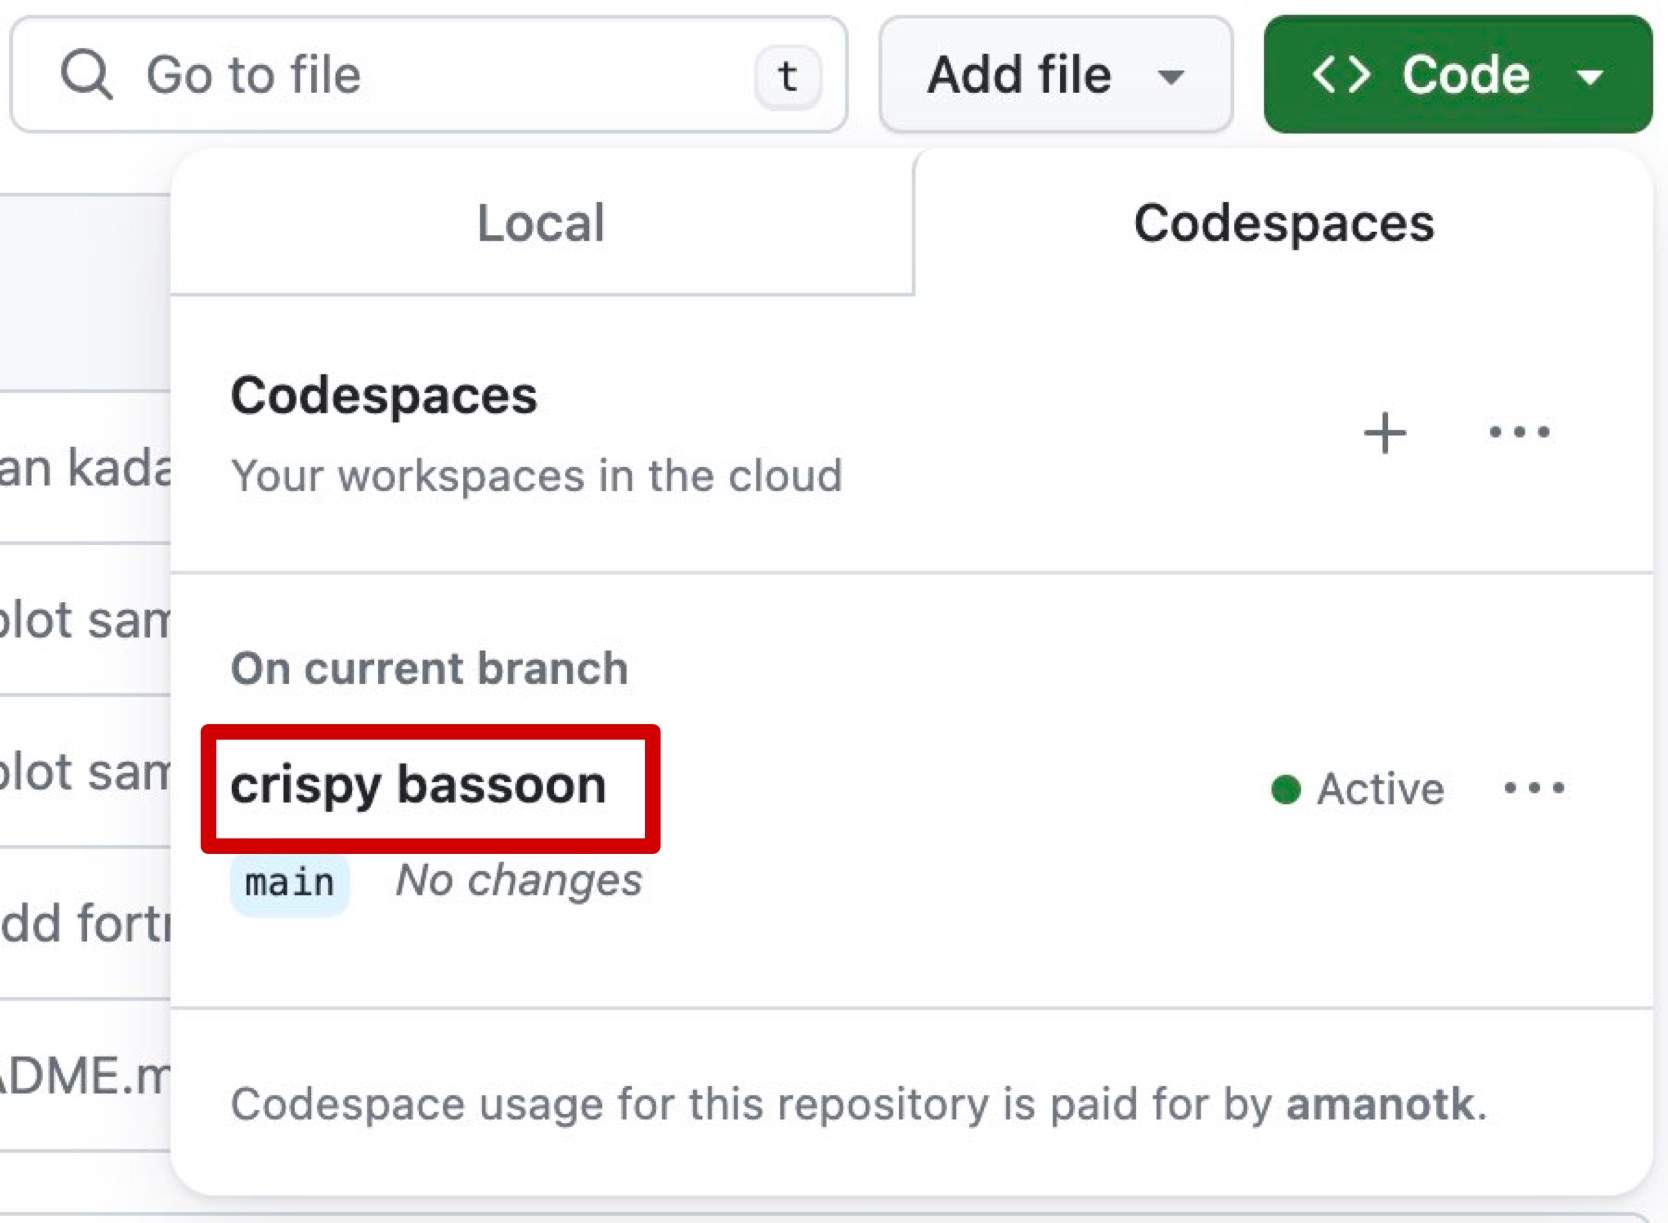 Go to file t Add file <> Code
Local Codespaces
Codespaces
Your workspaces in the cloud
an kada
plot sam
On current branch
plot sam
crispy bassoon Active
main No changes
dd fort
ADME.m
Codespace usage for this repository is paid for by amanotk.